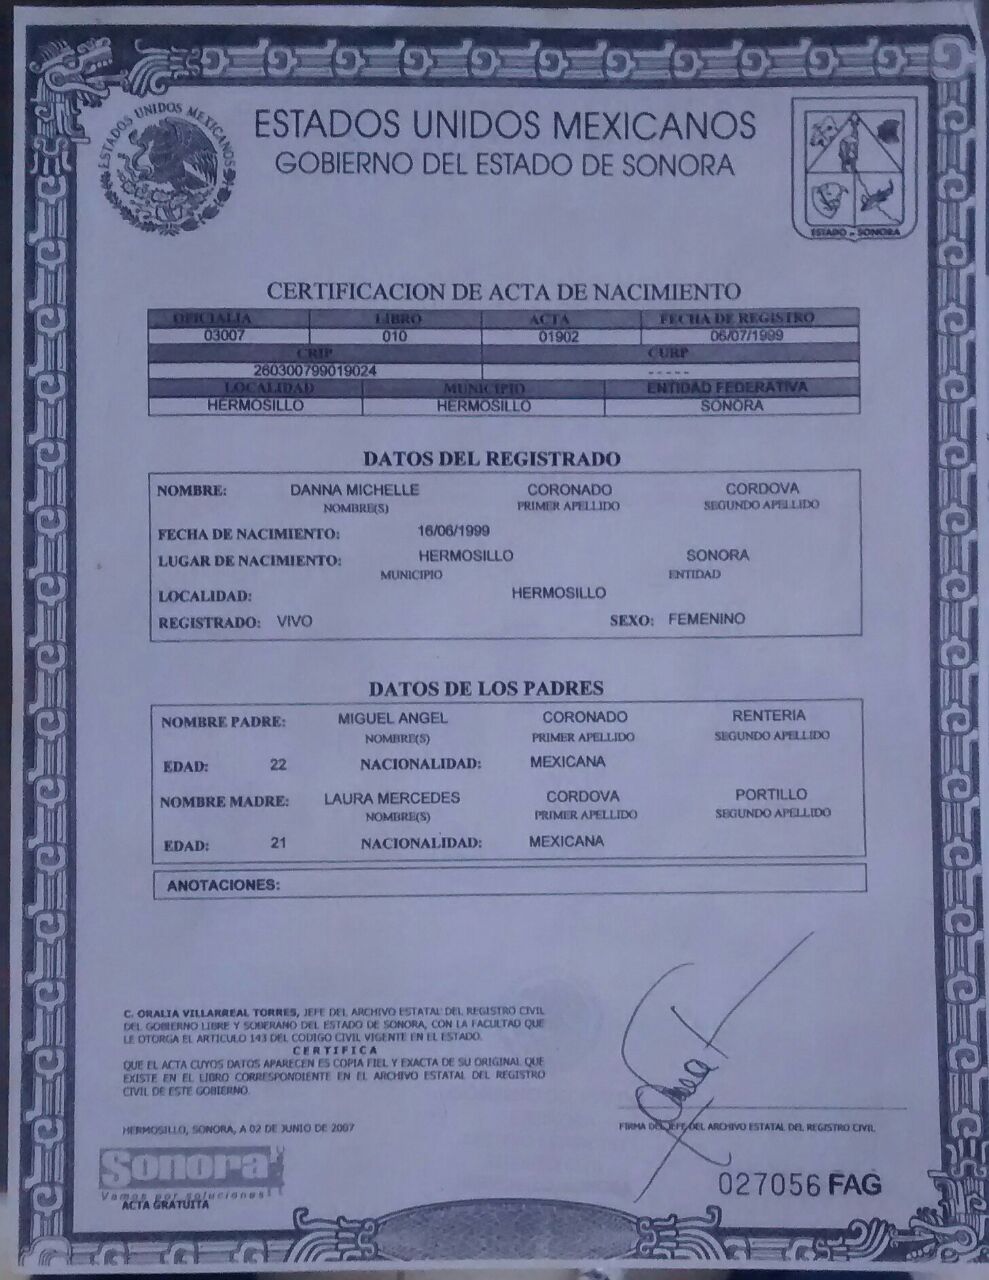 ESTADOS UNIDOS MEXICANOS
ESTADOS UNIDOS MEXICANOS
GOBIERNO DEL ESTADO DE SONORA
ESTADO DE SONORA
CERTIFICACION DE ACTA DE NACIMIENTO
OFICIALIA LIBRO ACTA FECHA DE REGISTRO
03007 010 01902 06/07/1999
CRIP CURP
260300799019024 -----
LOCALIDAD MUNICIPIO ENTIDAD FEDERATIVA
HERMOSILLO HERMOSILLO SONORA
DATOS DEL REGISTRADO
NOMBRE: DANNA MICHELLE CORONADO CORDOVA
NOMBRE(S) PRIMER APELLIDO SEGUNDO APELLIDO
FECHA DE NACIMIENTO: 16/06/1999
LUGAR DE NACIMIENTO: HERMOSILLO SONORA
MUNICIPIO ENTIDAD
LOCALIDAD: HERMOSILLO
REGISTRADO: VIVO SEXO: FEMENINO
DATOS DE LOS PADRES
NOMBRE PADRE: MIGUEL ANGEL CORONADO RENTERIA
NOMBRE(S) PRIMER APELLIDO SEGUNDO APELLIDO
EDAD: 22 NACIONALIDAD: MEXICANA
NOMBRE MADRE: LAURA MERCEDES CORDOVA PORTILLO
NOMBRE(S) PRIMER APELLIDO SEGUNDO APELLIDO
EDAD: 21 NACIONALIDAD: MEXICANA
ANOTACIONES:
C. ORALIA VILLARREAL TORRES, JEFE DEL ARCHIVO ESTATAL DEL REGISTRO CIVIL
DEL GOBIERNO LIBRE Y SOBERANO DEL ESTADO DE SONORA, CON LA FACULTAD QUE
LE OTORGA EL ARTICULO 143 DEL CODIGO CIVIL VIGENTE EN EL ESTADO.
CERTIFICA
QUE EL ACTA CUYOS DATOS APARECEN ES COPIA FIEL Y EXACTA DE SU ORIGINAL QUE
EXISTE EN EL LIBRO CORRESPONDIENTE EN EL ARCHIVO ESTATAL DEL REGISTRO
CIVIL DE ESTE GOBIERNO.
HERMOSILLO, SONORA, A 02 DE JUNIO DE 2007
FIRMA DEL JEFE DEL ARCHIVO ESTATAL DEL REGISTRO CIVIL
Sonora
Vamos por soluciones!
ACTA GRATUITA
027056 FAG